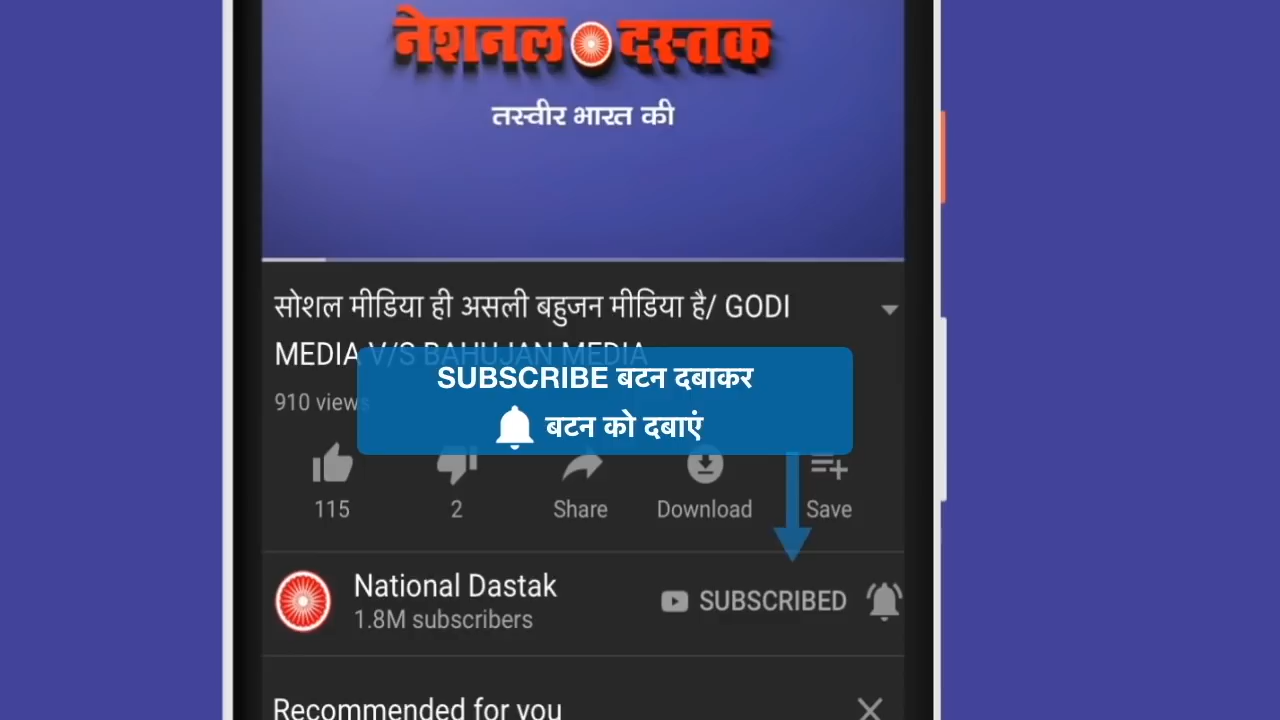 नेशनल दस्तक
तस्वीर भारत की
सोशल मीडिया ही असली बहुजन मीडिया है/ GODI
MEDIA V/S BAHUJAN MEDIA
910 views
SUBSCRIBE बटन दबाकर
बटन को दबाएं
115
2
Share
Download
Save
National Dastak
1.8M subscribers
SUBSCRIBED
Recommended for you